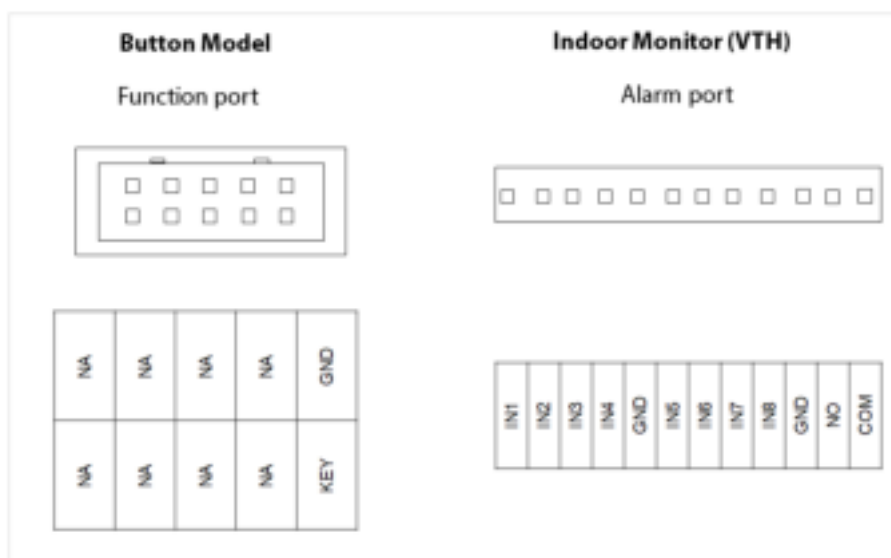 Button Model
Function port
NA NA NA NA GND
NA NA NA NA KEY
Indoor Monitor (VTH)
Alarm port
IN1 IN2 IN3 IN4 GND IN5 IN6 IN7 IN8 GND NO COM